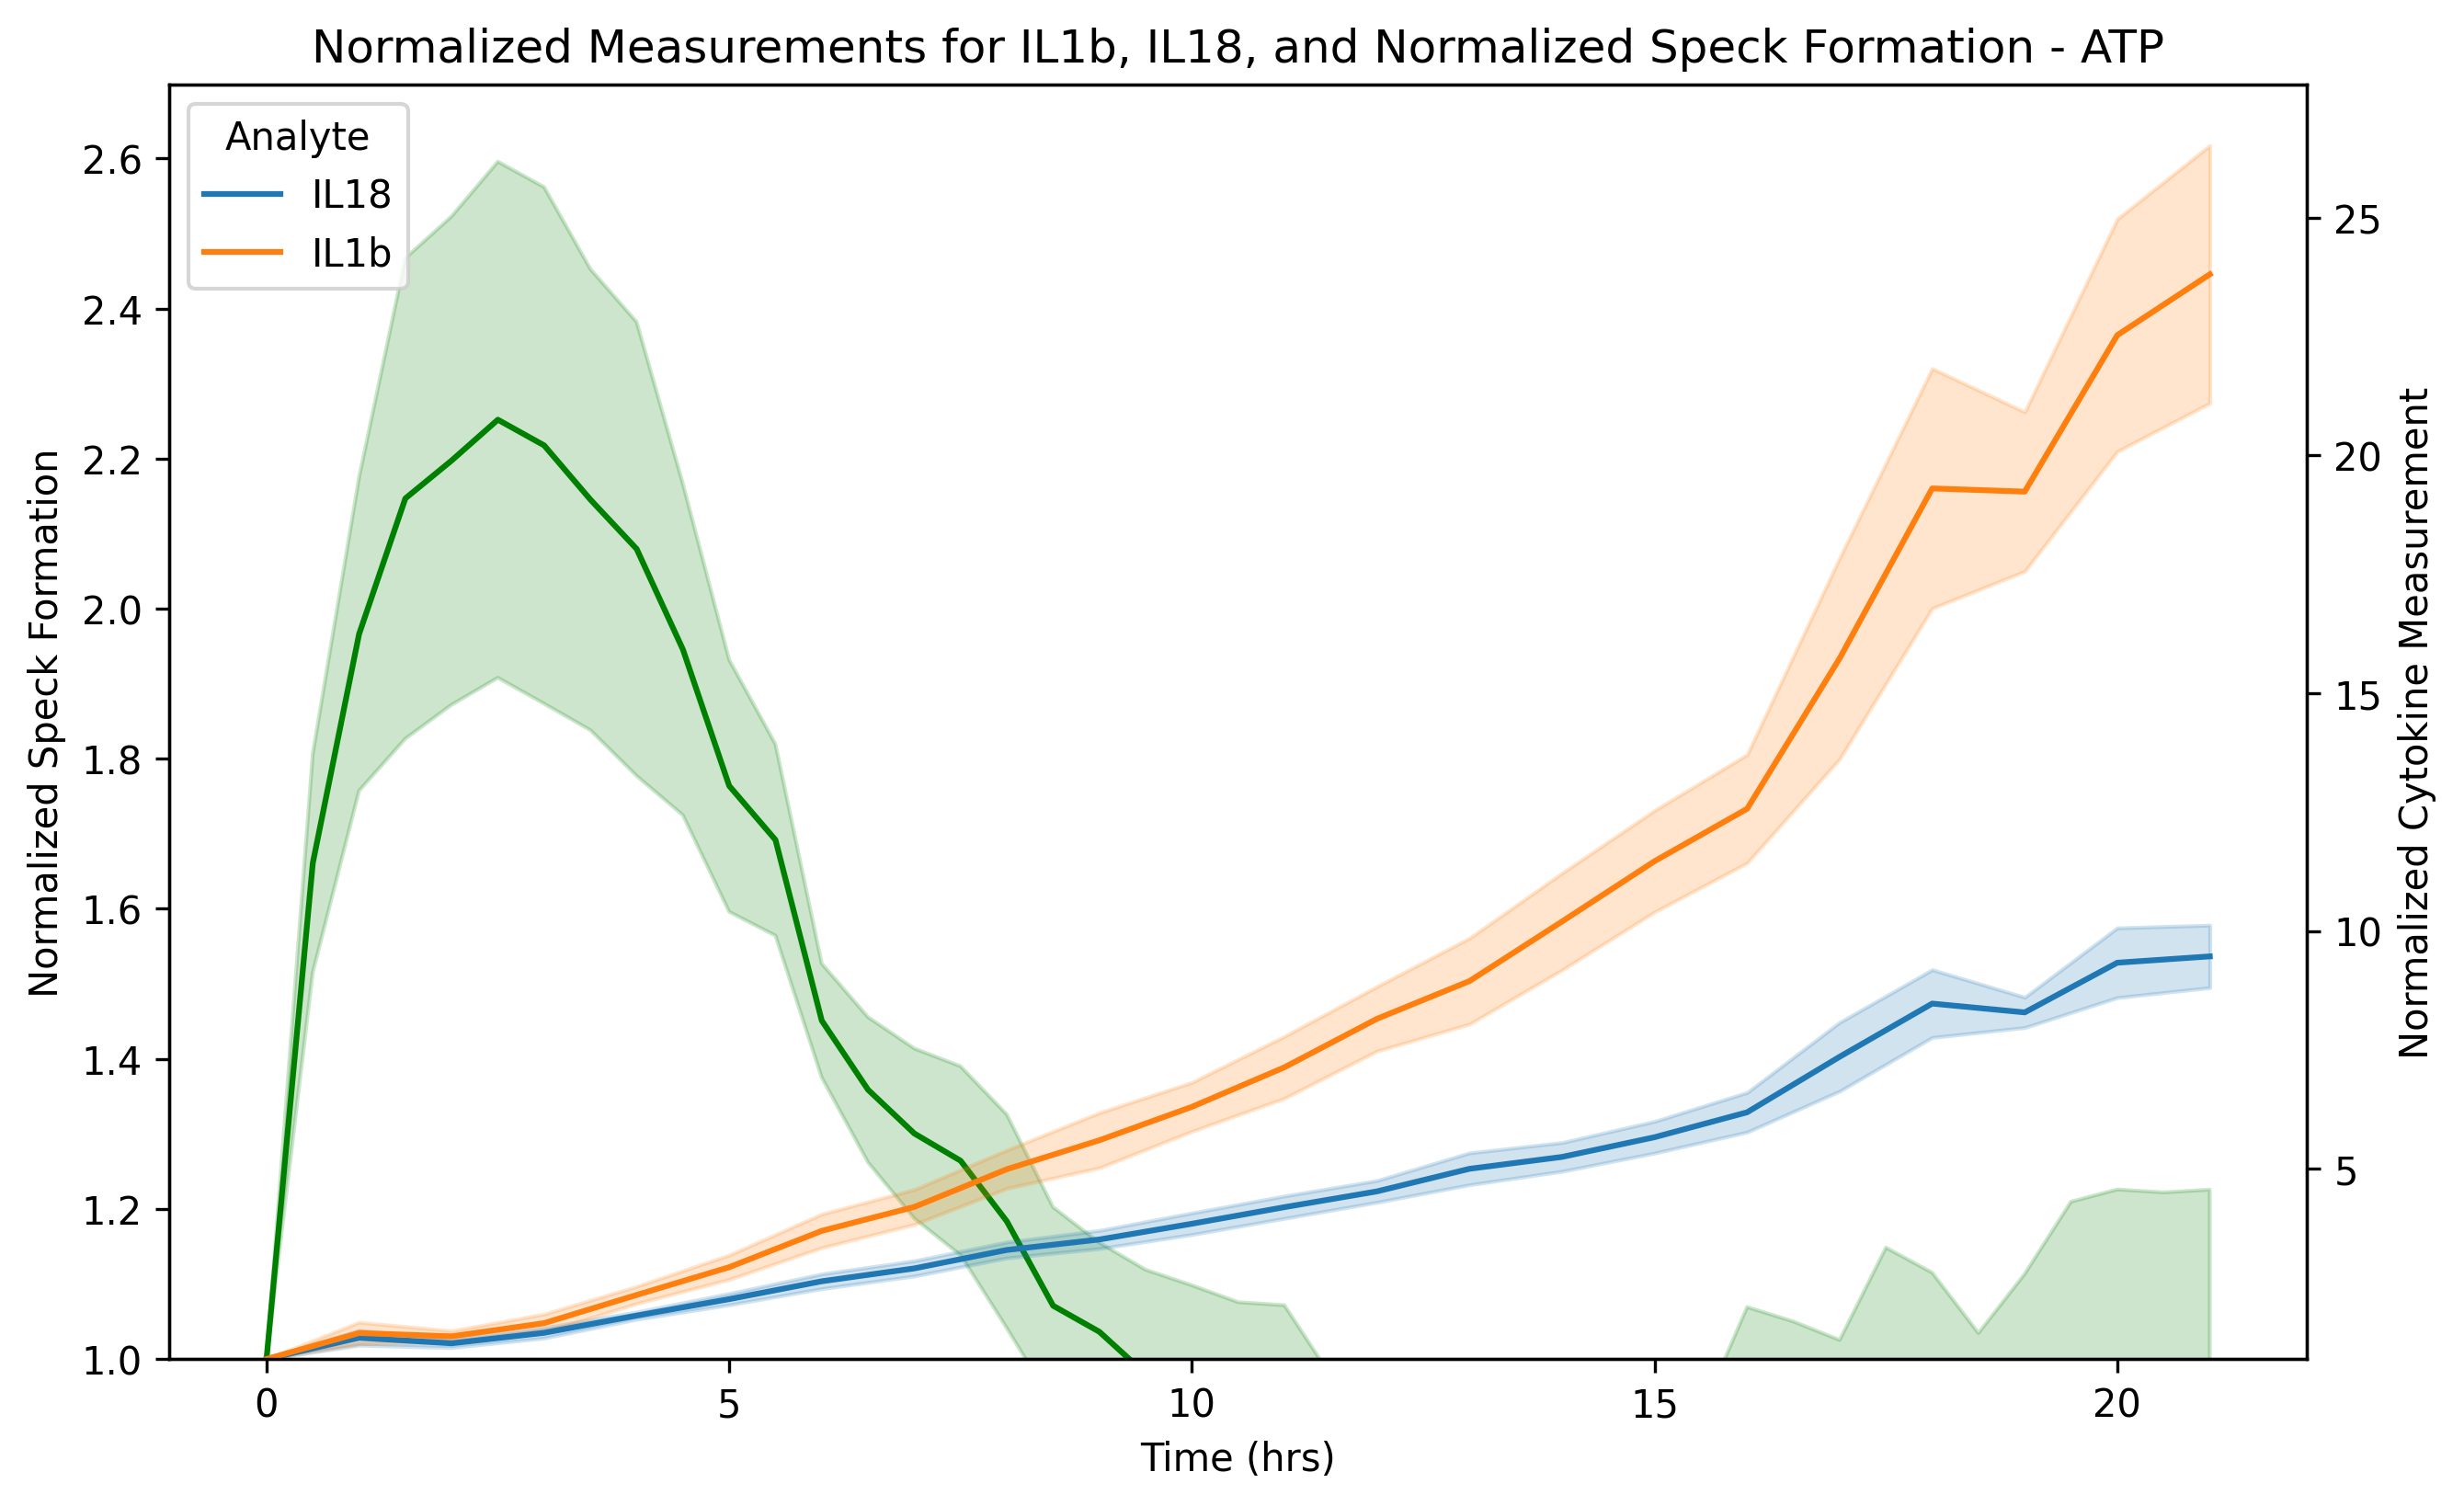 Normalized Measurements for IL1b, IL18, and Normalized Speck Formation - ATP
Analyte
IL18
IL1b
Normalized Speck Formation
2.6
2.4
2.2
2.0
1.8
1.6
1.4
1.2
1.0
25
20
15
10
5
Normalized Cytokine Measurement
0
5
10
15
20
Time (hrs)